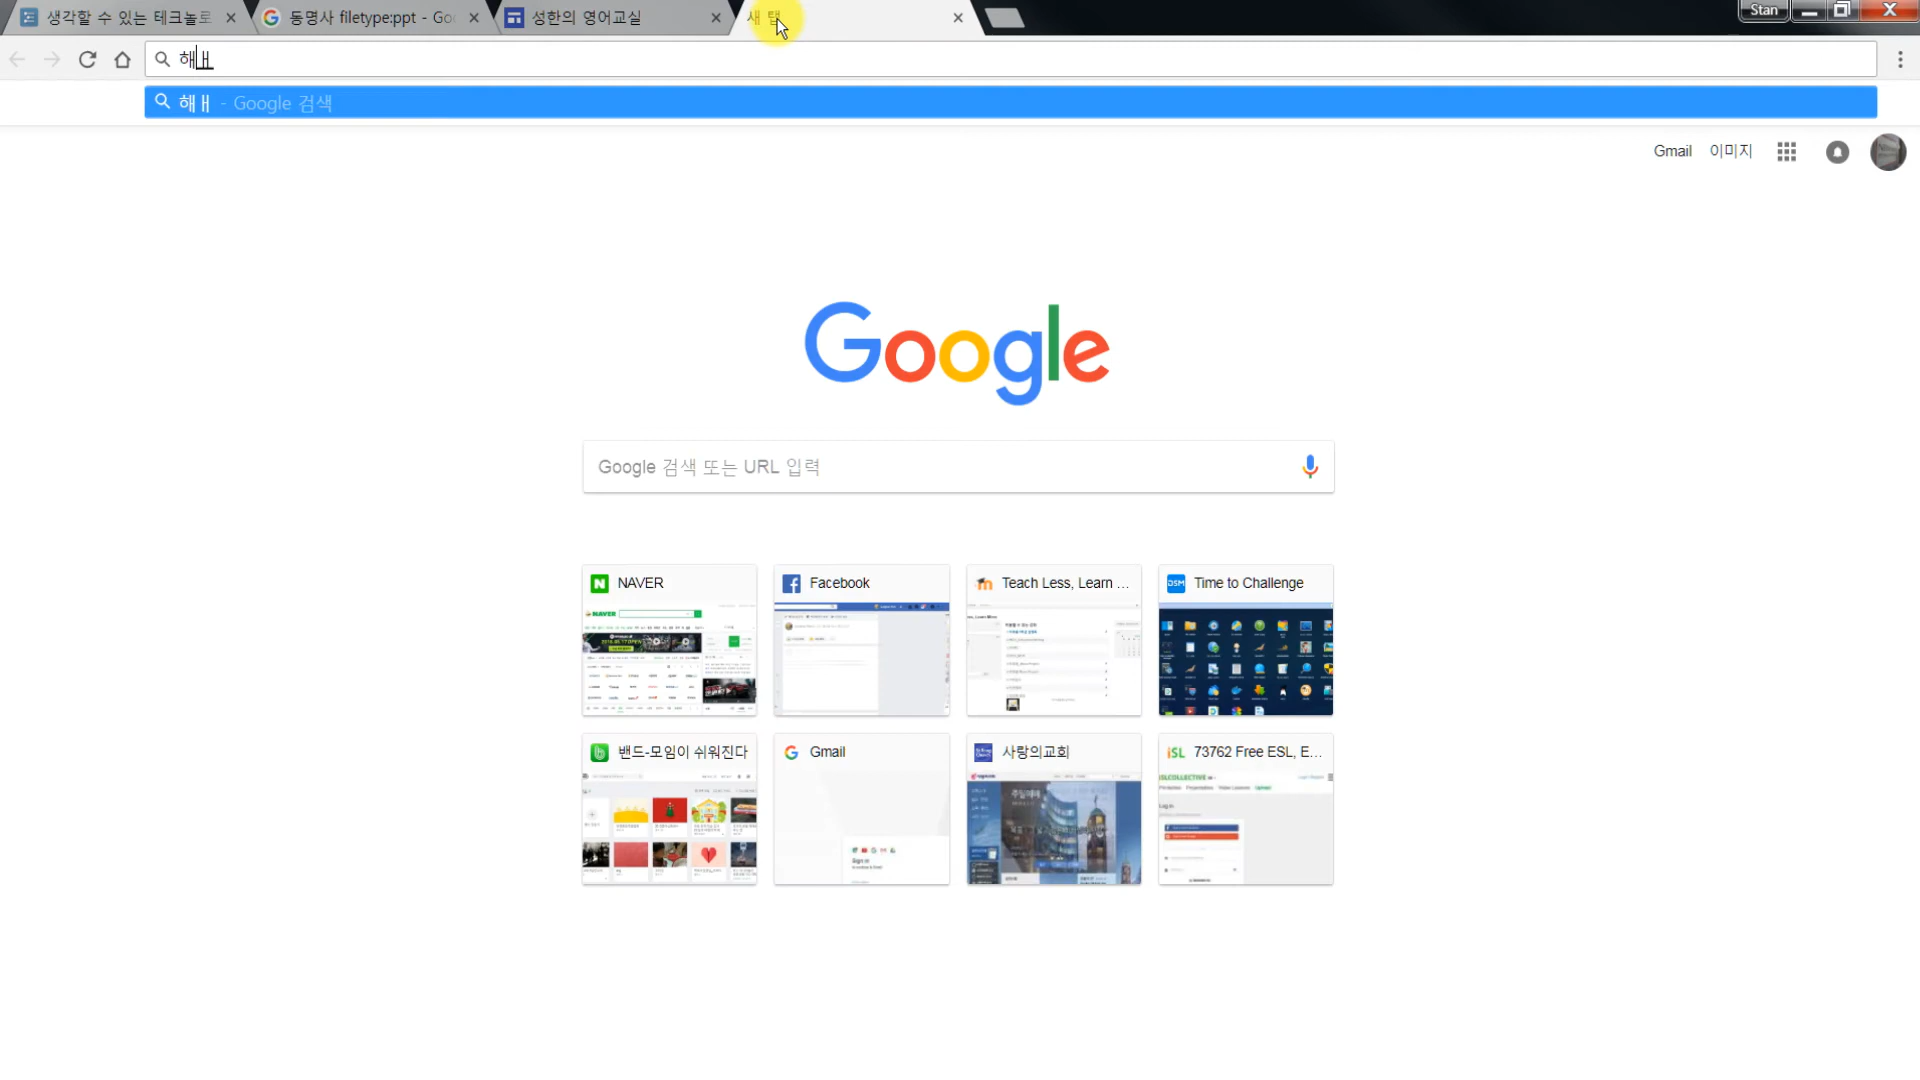 생각할 수 있는 테크놀로
동명사 filetype:ppt - Goo
성한의 영어교실
새 탭
Stan
해ㅐ
해ㅐ - Google 검색
Gmail 이미지
Google
Google 검색 또는 URL 입력
NAVER
Facebook
Teach Less, Learn ...
Time to Challenge
밴드-모임이 쉬워진다
Gmail
사랑의교회
73762 Free ESL, E...